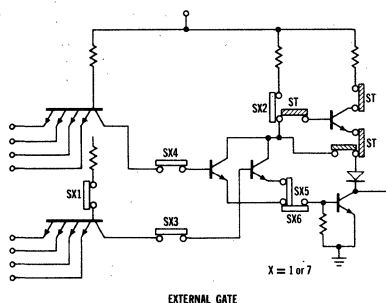 ST
SX2
ST
SX4
ST
SX1
SX5
SX3
SX6
X = 1 or 7
EXTERNAL GATE